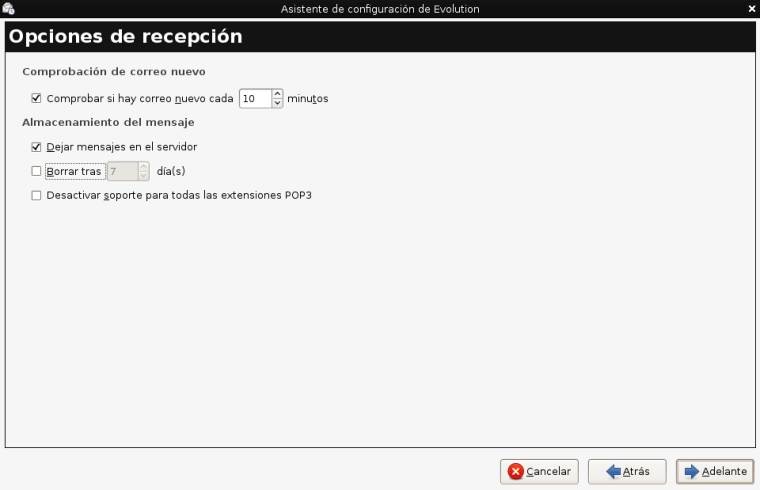 Asistente de configuración de Evolution
Opciones de recepción
Comprobación de correo nuevo
Comprobar si hay correo nuevo cada 10 minutos
Almacenamiento del mensaje
Dejar mensajes en el servidor
Borrar tras 7 día(s)
Desactivar soporte para todas las extensiones POP3
Cancelar Atrás Adelante